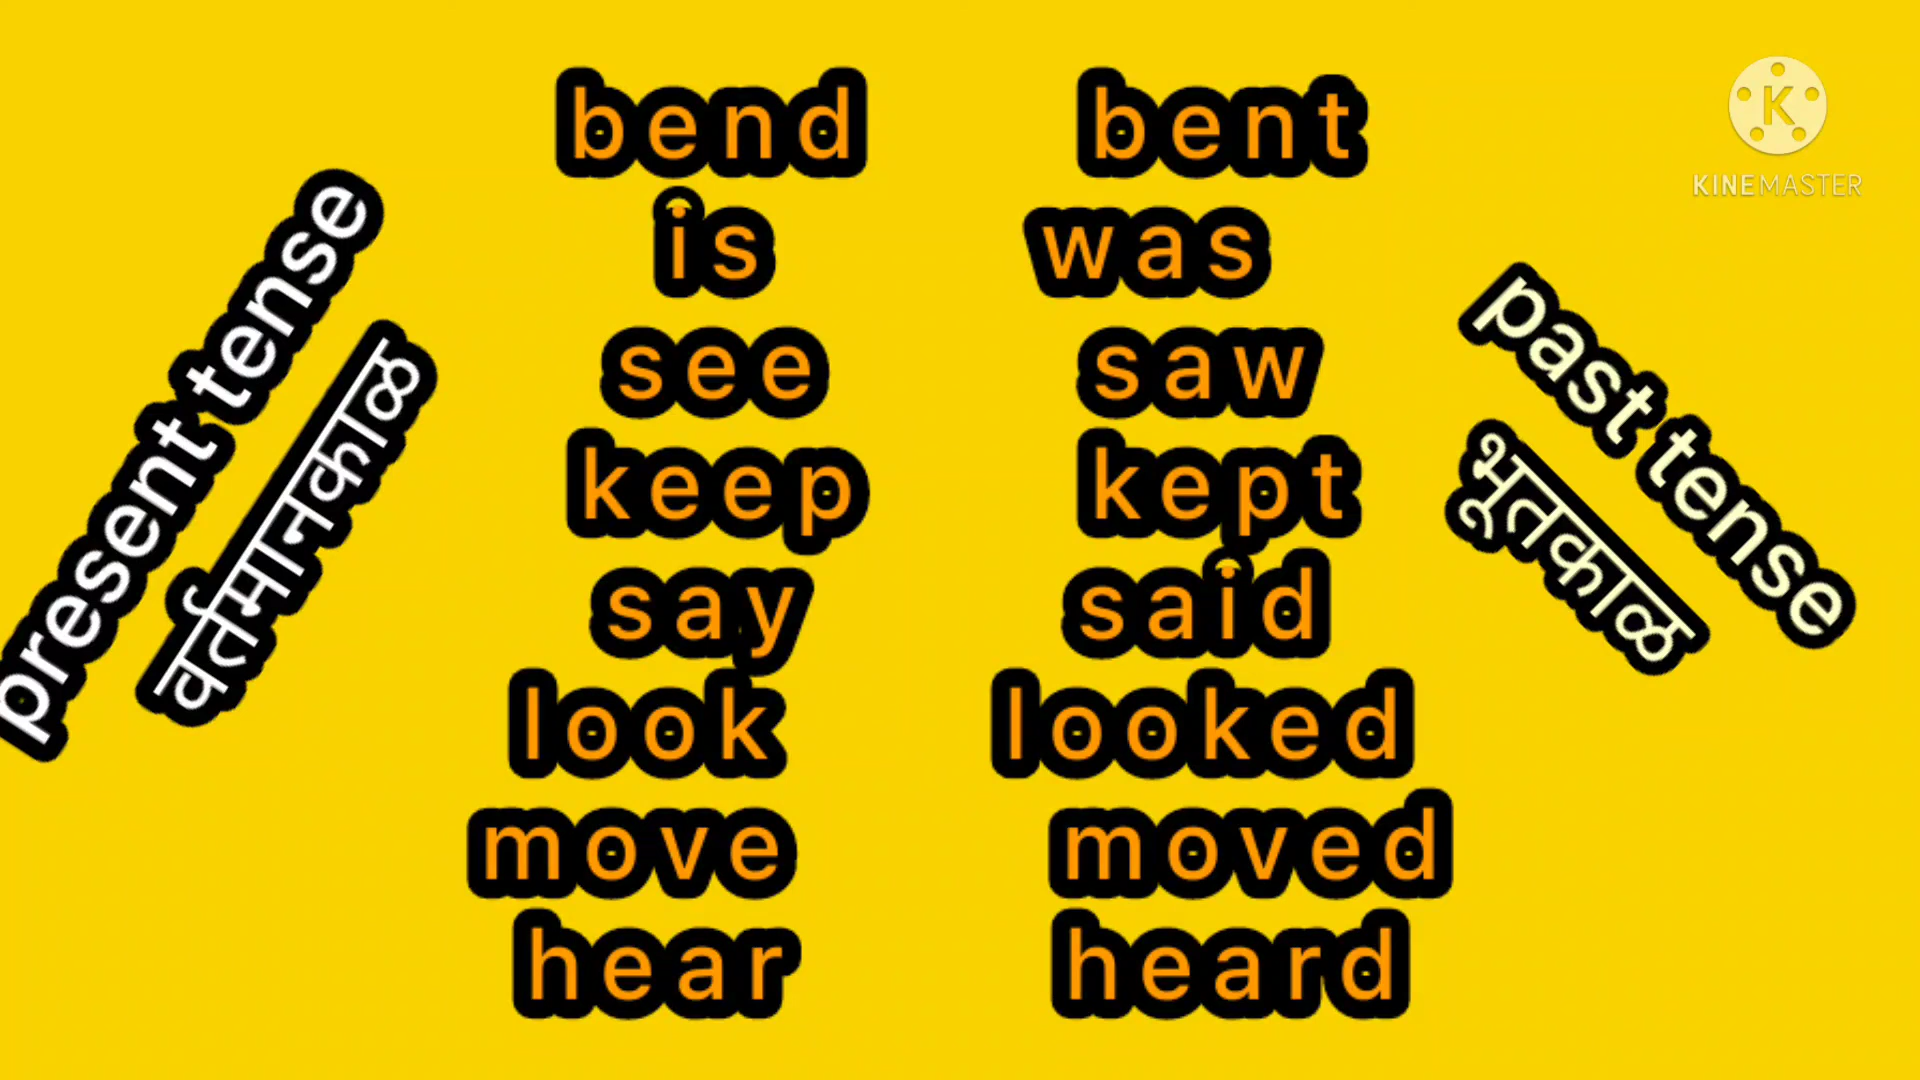 present tense
वर्तमानकाळ
bend bent
is was
see saw
keep kept
say said
look looked
move moved
hear heard
past tense
भूतकाळ
K
KINEMASTER